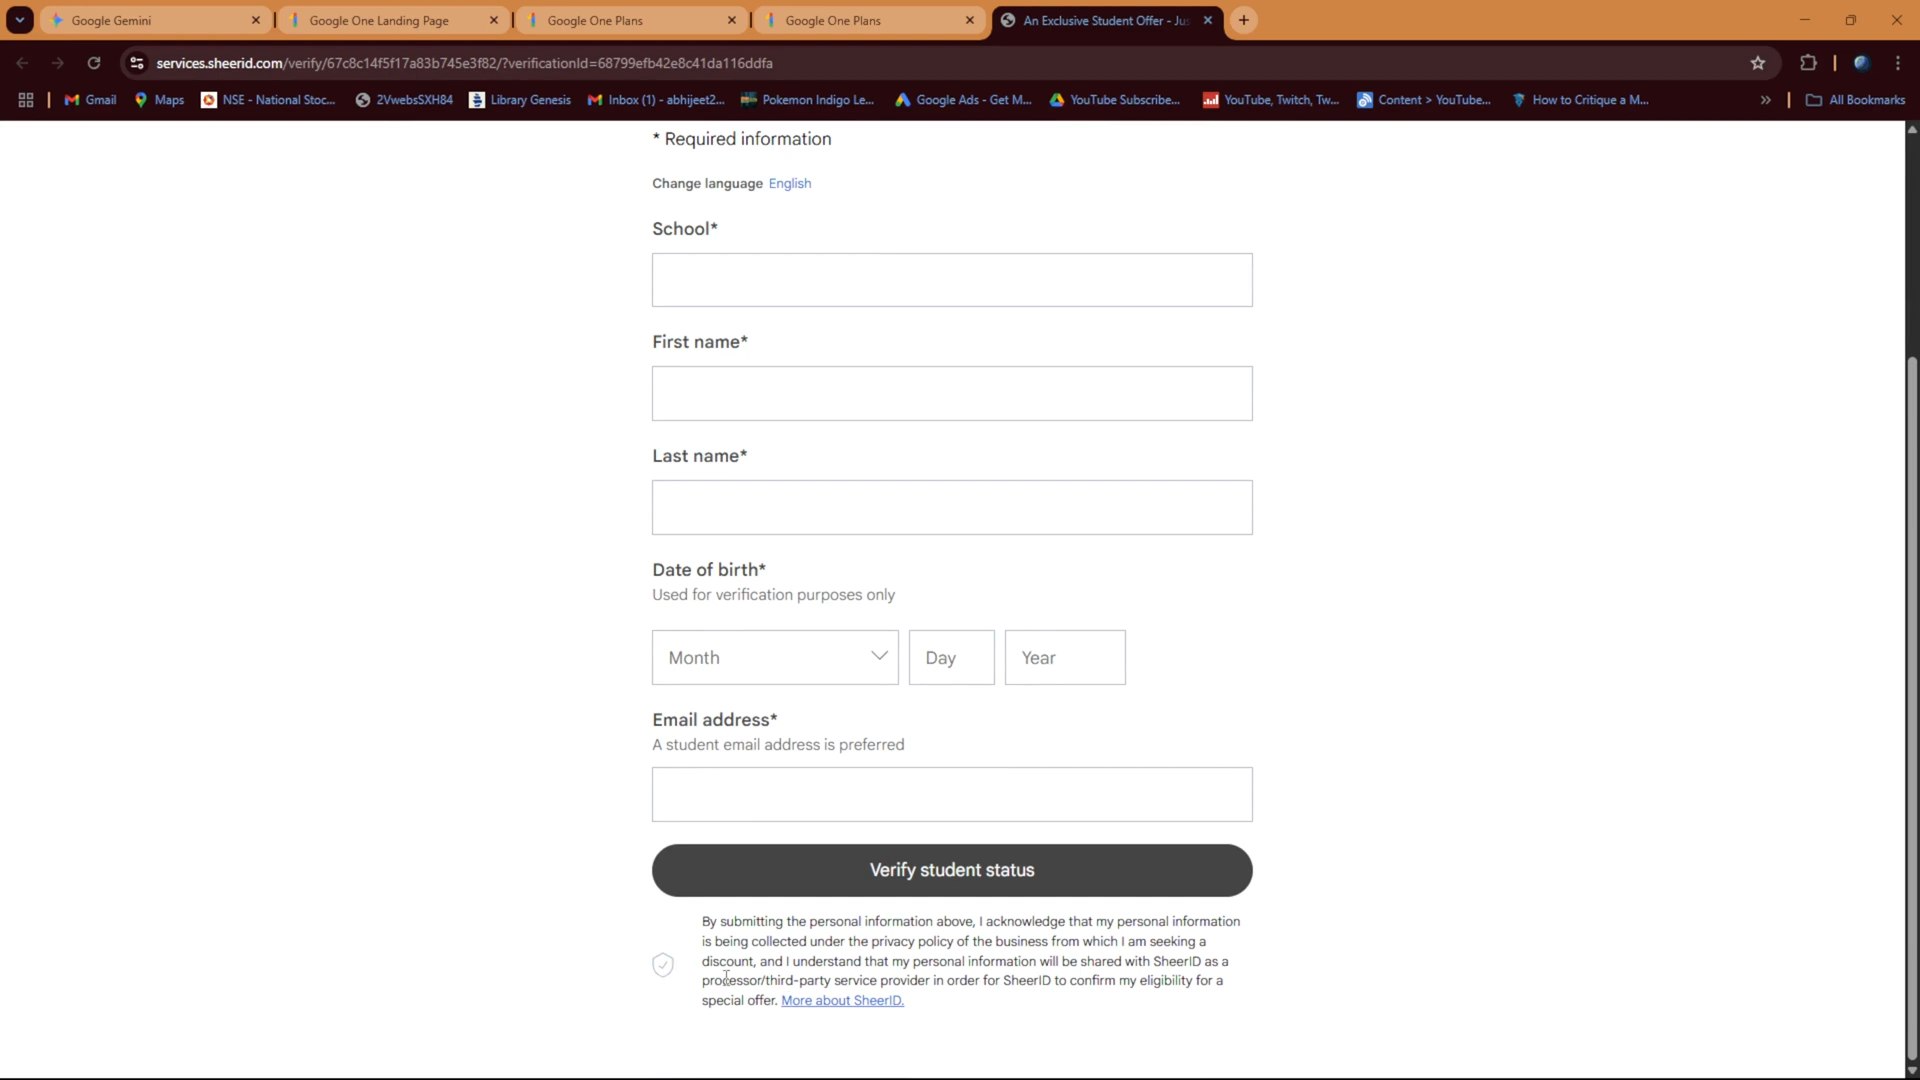 Google Gemini
Google One Landing Page
Google One Plans
Google One Plans
An Exclusive Student Offer - Jus
services.sheerid.com/verify/67c8c14f5f17a83b745e3f82/?verificationId=68799efb42e8c41da116ddfa
Gmail
Maps
NSE - National Stoc...
2VwebsSXH84
Library Genesis
Inbox (1) - abhijeet2...
Pokemon Indigo Le...
Google Ads - Get M...
YouTube Subscribe...
YouTube, Twitch, Tw...
Content > YouTube...
How to Critique a M...
All Bookmarks
* Required information
Change language English
School*
First name*
Last name*
Date of birth*
Used for verification purposes only
Month
Day
Year
Email address*
A student email address is preferred
Verify student status
By submitting the personal information above, I acknowledge that my personal information
is being collected under the privacy policy of the business from which I am seeking a
discount, and I understand that my personal information will be shared with SheerID as a
processor/third-party service provider in order for SheerID to confirm my eligibility for a
special offer. More about SheerID.